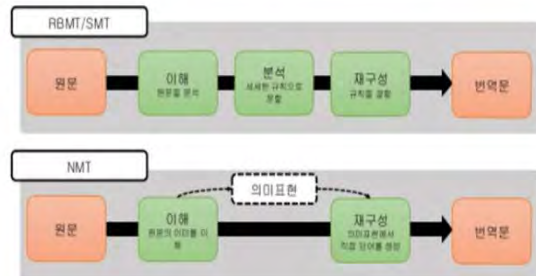 RBMT/SMT
원문
이해
원문을 분석
분석
세세한 규칙으로
분할
재구성
규칙을 결합
번역문
NMT
의미표현
원문
이해
원문의 의미를 이
해
재구성
의미표현에서
직접 단어를 생성
번역문